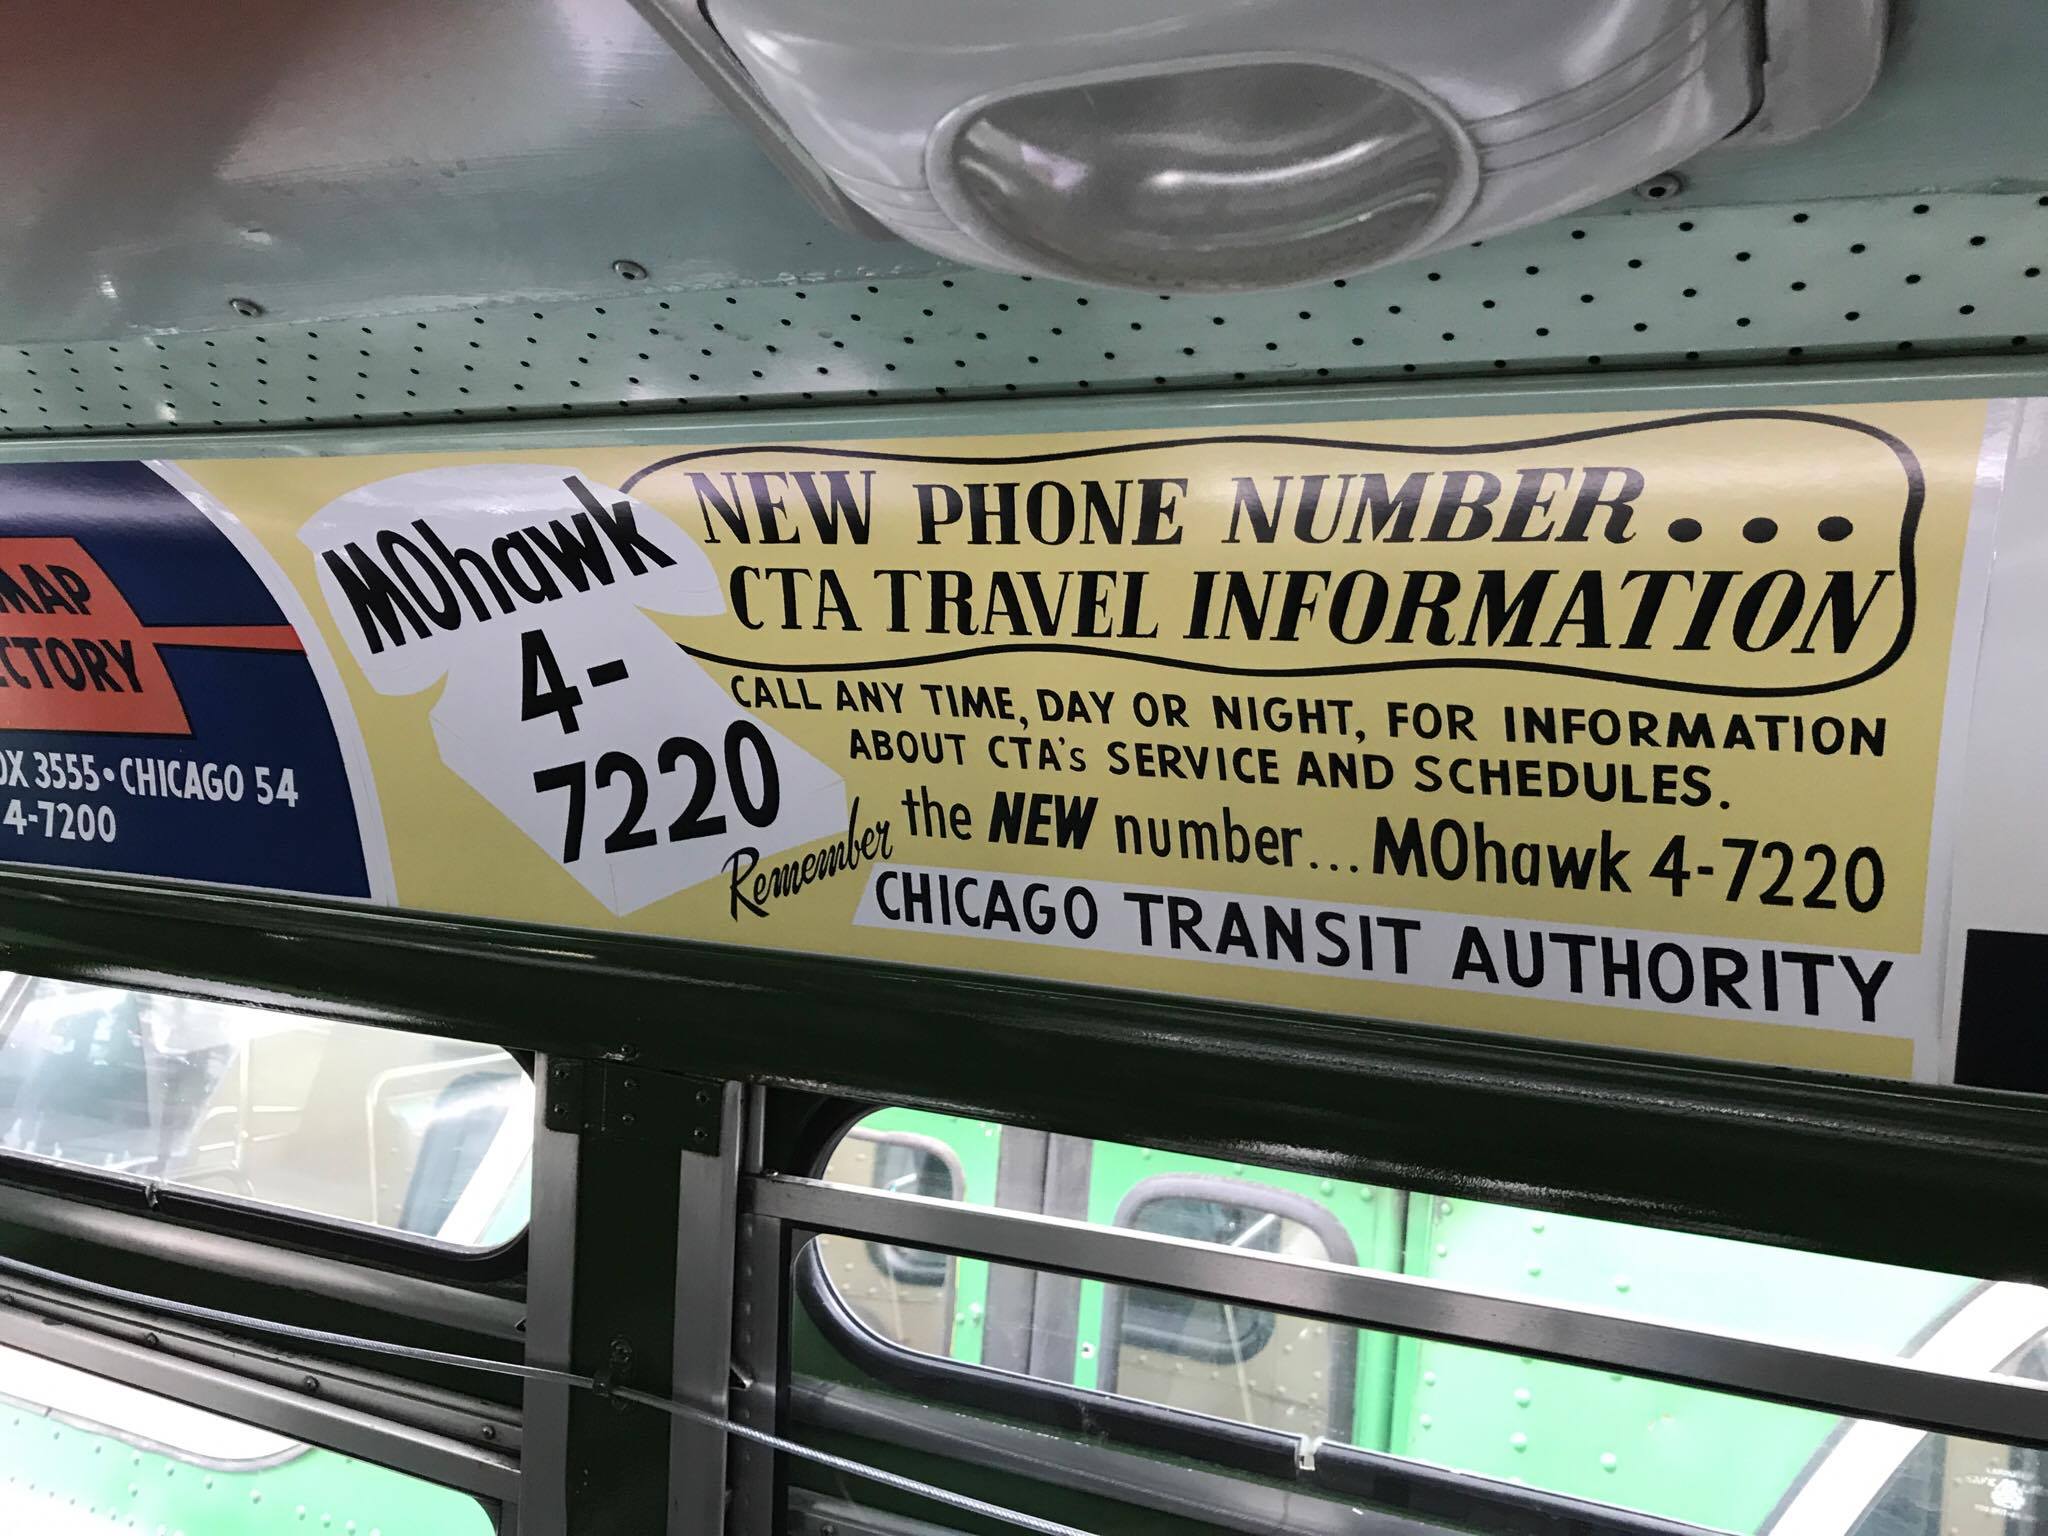 MAP
3555 • CHICAGO 54
4-7200
MOhawk
4-
7220
NEW PHONE NUMBER...
CTA TRAVEL INFORMATION
CALL ANY TIME, DAY OR NIGHT, FOR INFORMATION
ABOUT CTA's SERVICE AND SCHEDULES.
Remember the NEW number... MOhawk 4-7220
CHICAGO TRANSIT AUTHORITY